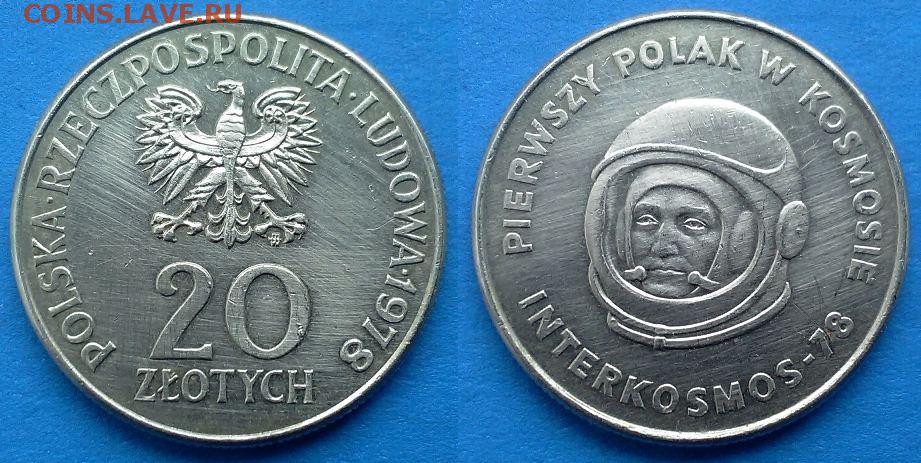 COINS.LAVE.RU
POLSKA·RZECZPOSPOLITA·LUDOWA·1978
20
ZŁOTYCH
PIERWSZY POLAK W KOSMOSIE
INTERKOSMOS-78